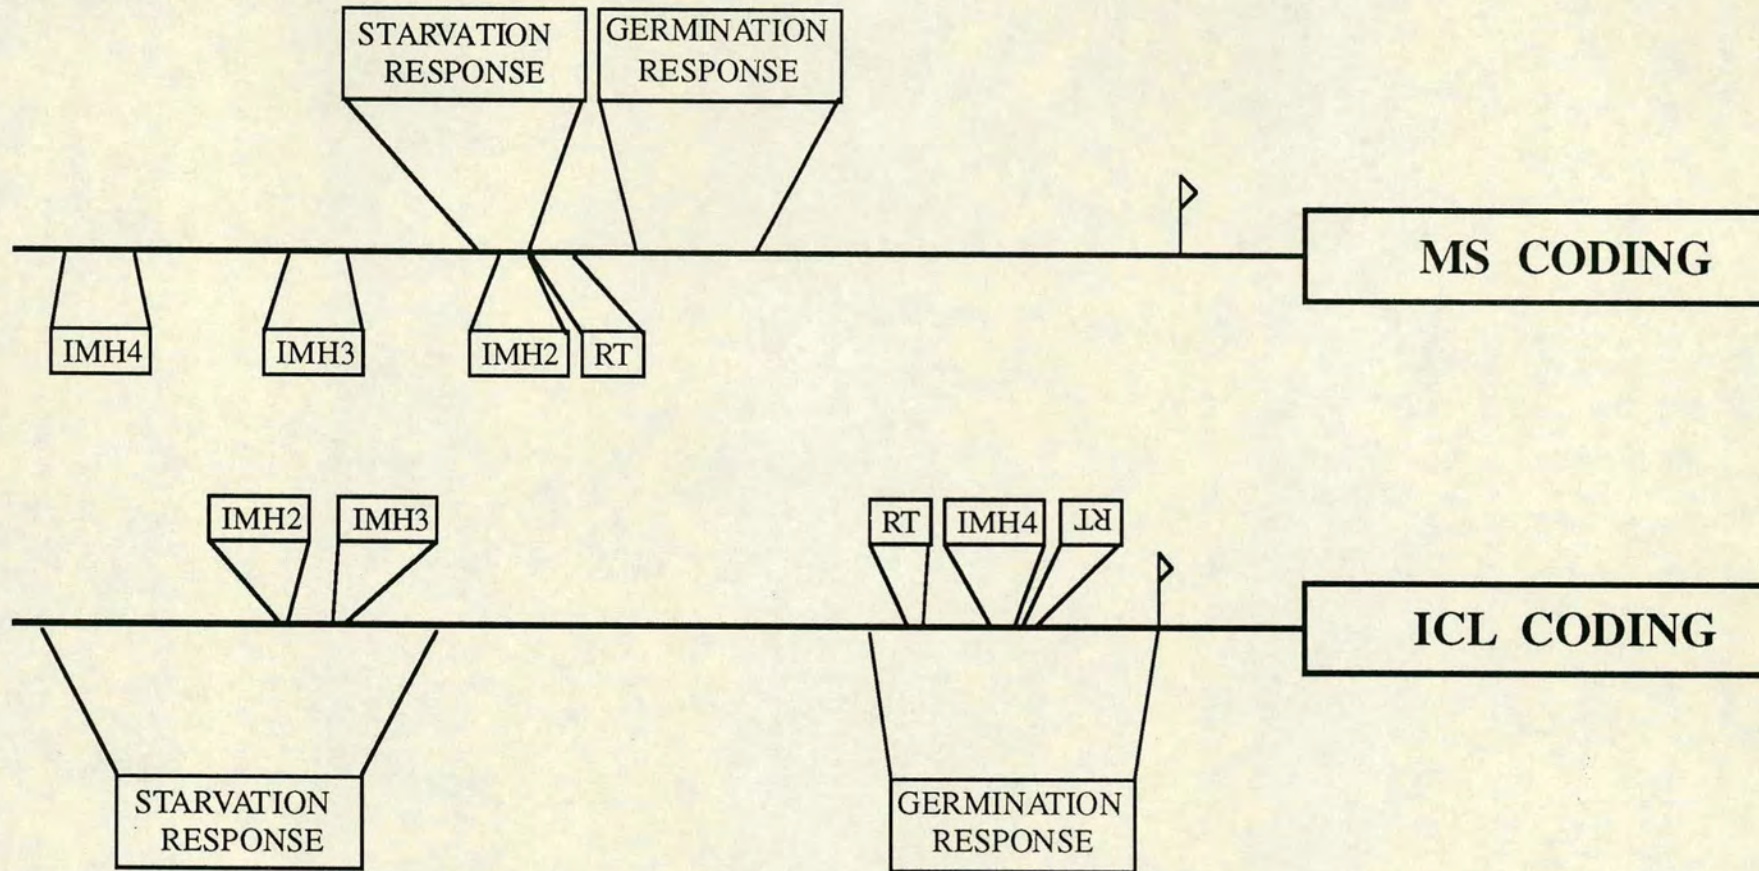 STARVATION
RESPONSE
GERMINATION
RESPONSE
MS CODING
IMH4
IMH3
IMH2
RT
IMH2
IMH3
RT
IMH4
RT
ICL CODING
STARVATION
RESPONSE
GERMINATION
RESPONSE